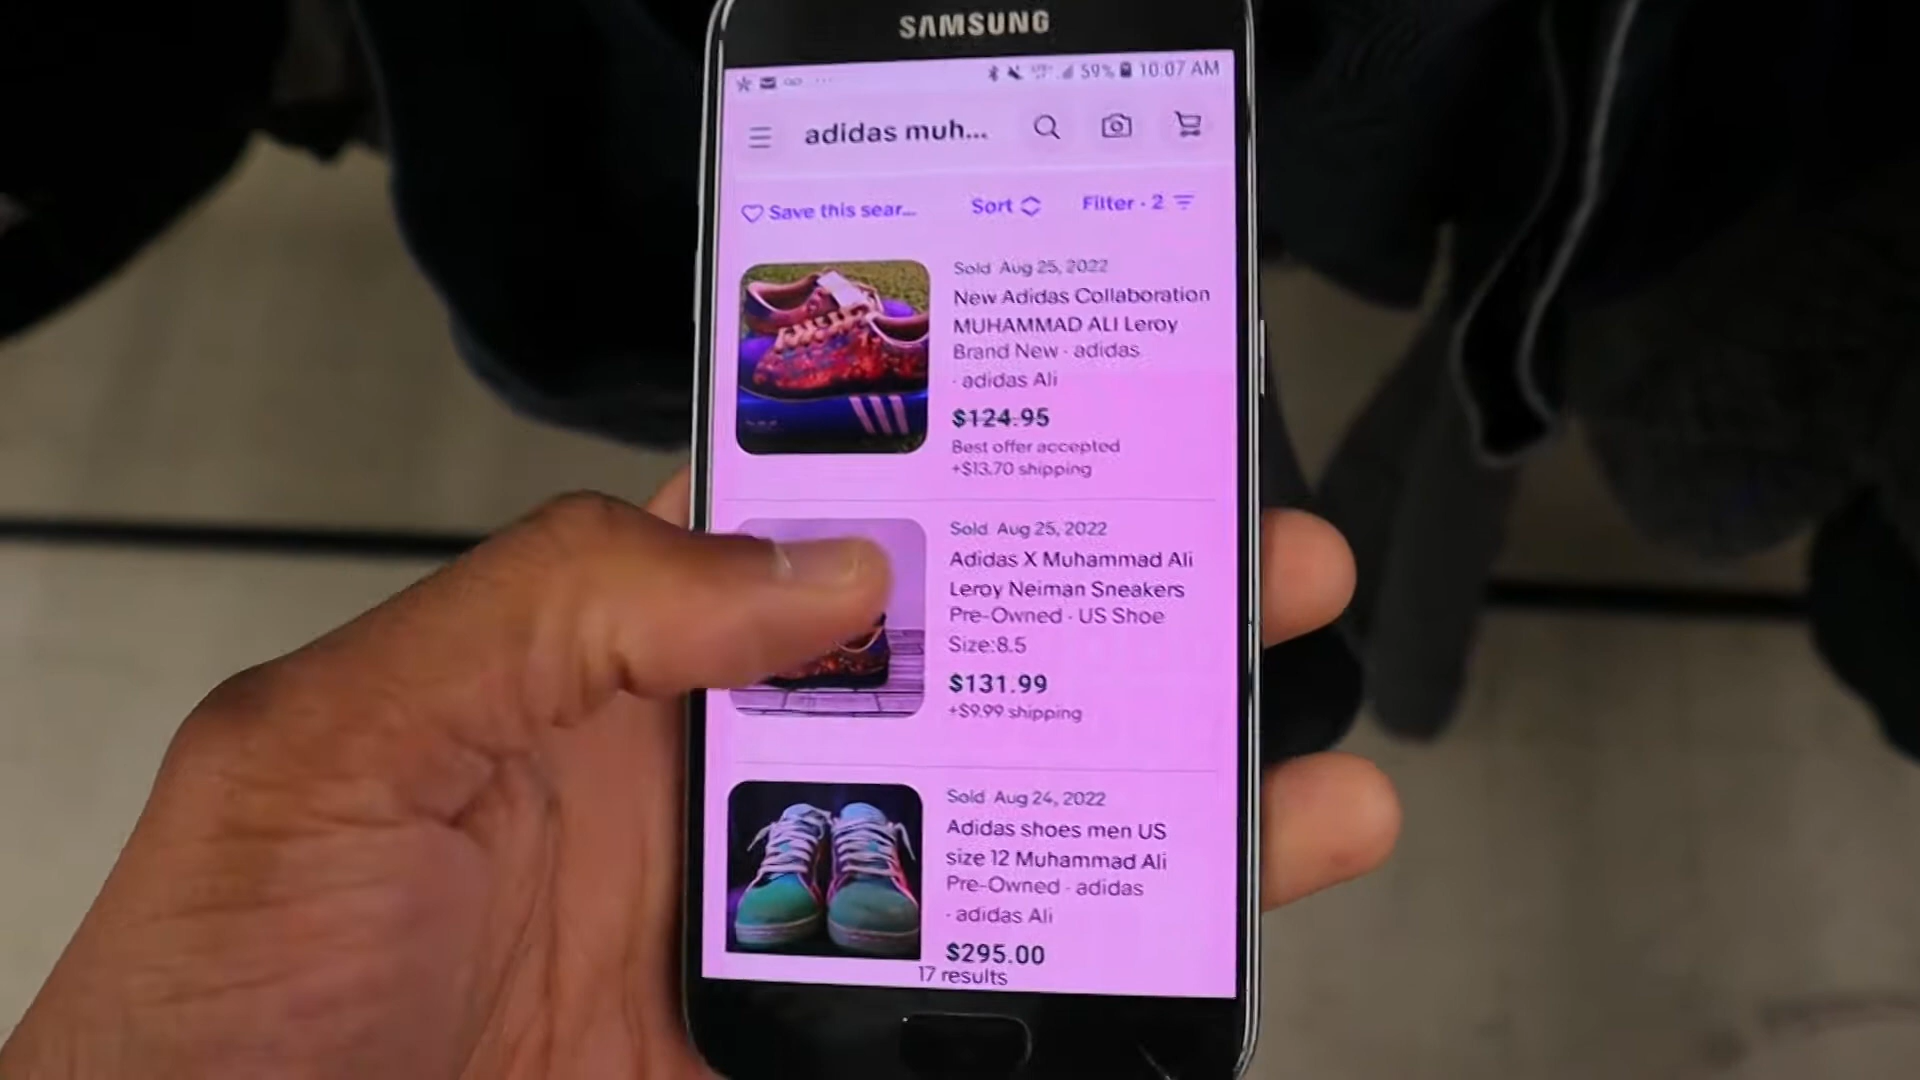 SAMSUNG
59% 10:07 AM
adidas muh...
Save this sear...
Sort
Filter · 2
Sold Aug 25, 2022
New Adidas Collaboration
MUHAMMAD ALI Leroy
Brand New · adidas
· adidas Ali
$124.95
Best offer accepted
+$13.70 shipping
Sold Aug 25, 2022
Adidas X Muhammad Ali
Leroy Neiman Sneakers
Pre-Owned · US Shoe
Size:8.5
$131.99
+$9.99 shipping
Sold Aug 24, 2022
Adidas shoes men US
size 12 Muhammad Ali
Pre-Owned · adidas
· adidas Ali
$295.00
17 results